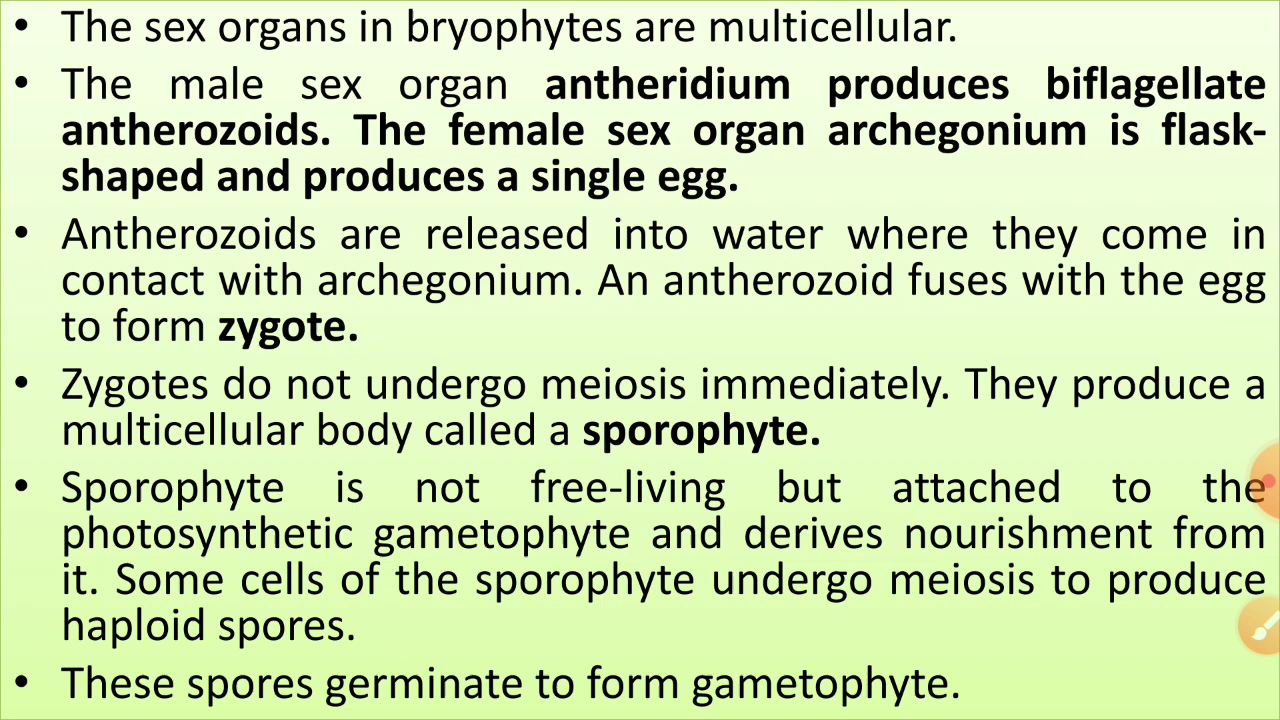 • The sex organs in bryophytes are multicellular.
• The male sex organ antheridium produces biflagellate
antherozoids. The female sex organ archegonium is flask-
shaped and produces a single egg.
• Antherozoids are released into water where they come in
contact with archegonium. An antherozoid fuses with the egg
to form zygote.
• Zygotes do not undergo meiosis immediately. They produce a
multicellular body called a sporophyte.
• Sporophyte is not free-living but attached to the
photosynthetic gametophyte and derives nourishment from
it. Some cells of the sporophyte undergo meiosis to produce
haploid spores.
• These spores germinate to form gametophyte.